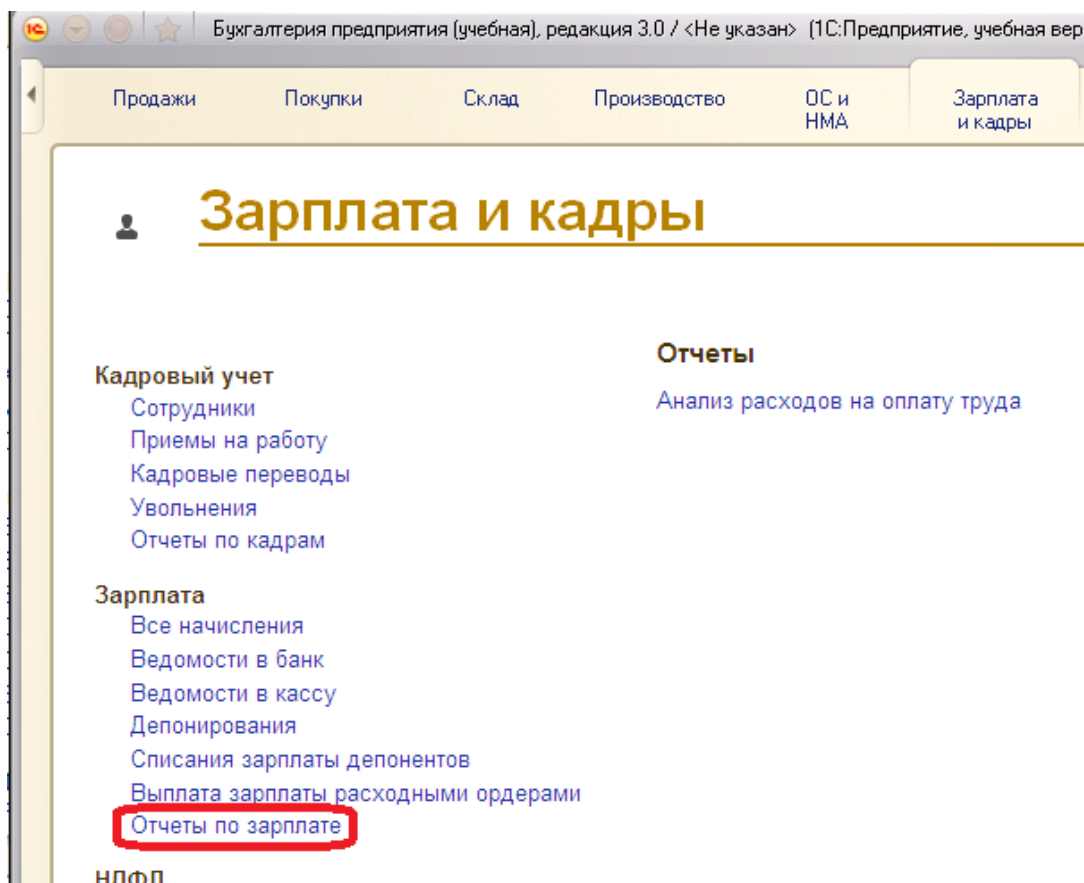 1С Бухгалтерия предприятия (учебная), редакция 3.0 / <Не указан> (1С:Предприятие, учебная вер
Продажи Покупки Склад Производство ОС и НМА Зарплата и кадры
Зарплата и кадры
Отчеты
Анализ расходов на оплату труда
Кадровый учет
Сотрудники
Приемы на работу
Кадровые переводы
Увольнения
Отчеты по кадрам
Зарплата
Все начисления
Ведомости в банк
Ведомости в кассу
Депонирования
Списания зарплаты депонентов
Выплата зарплаты расходными ордерами
Отчеты по зарплате
НДФЛ